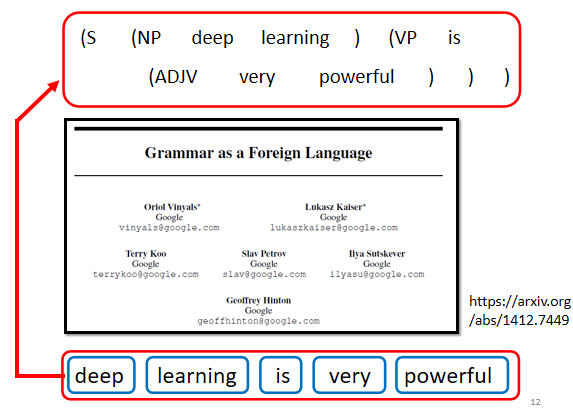 (S (NP deep learning ) (VP is
(ADJV very powerful ) ) )
Grammar as a Foreign Language
Oriol Vinyals* Lukasz Kaiser*
Google Google
vinyals@google.com lukaszkaiser@google.com
Terry Koo Slav Petrov Ilya Sutskever
Google Google Google
terrykoo@google.com slav@google.com ilyasu@google.com
Geoffrey Hinton
Google
geoffhinton@google.com
https://arxiv.org
/abs/1412.7449
deep learning is very powerful
12